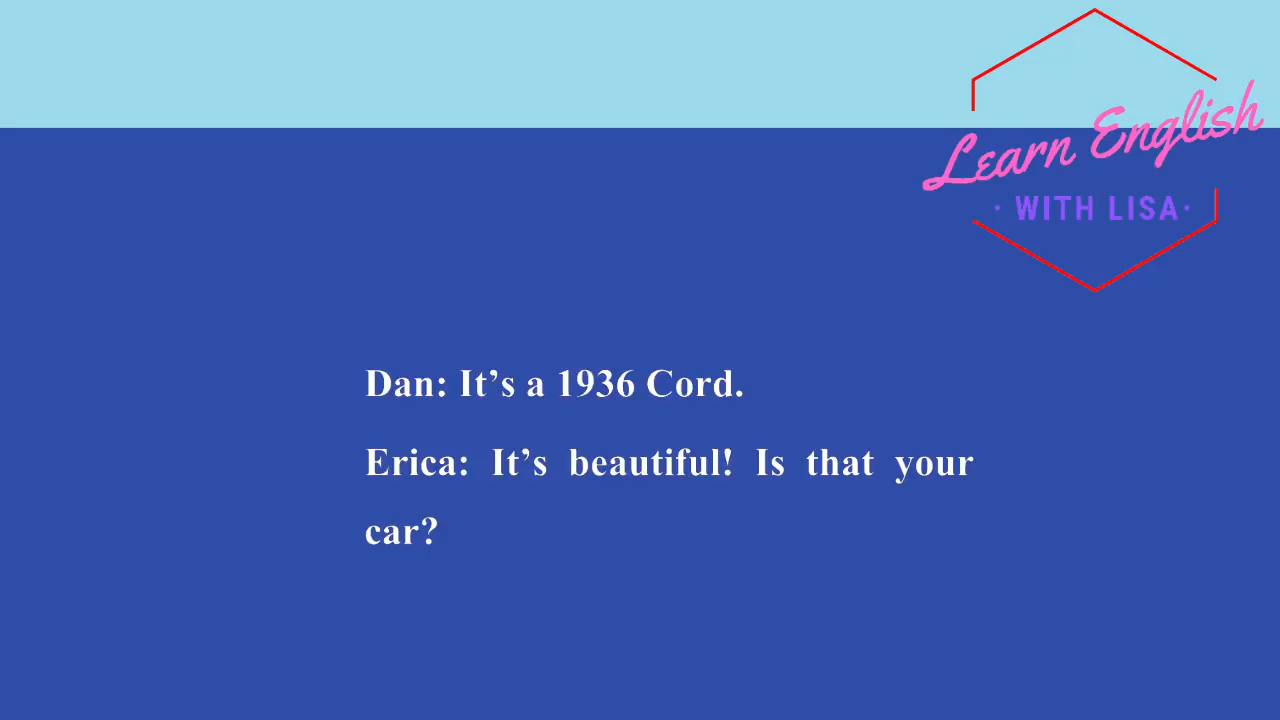 Learn English
· WITH LISA·
Dan: It’s a 1936 Cord.
Erica: It’s beautiful! Is that your
car?